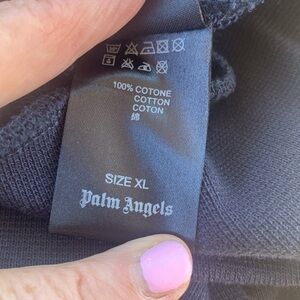 100% COTONE
COTTON
COTON
棉
SIZE XL
Palm Angels